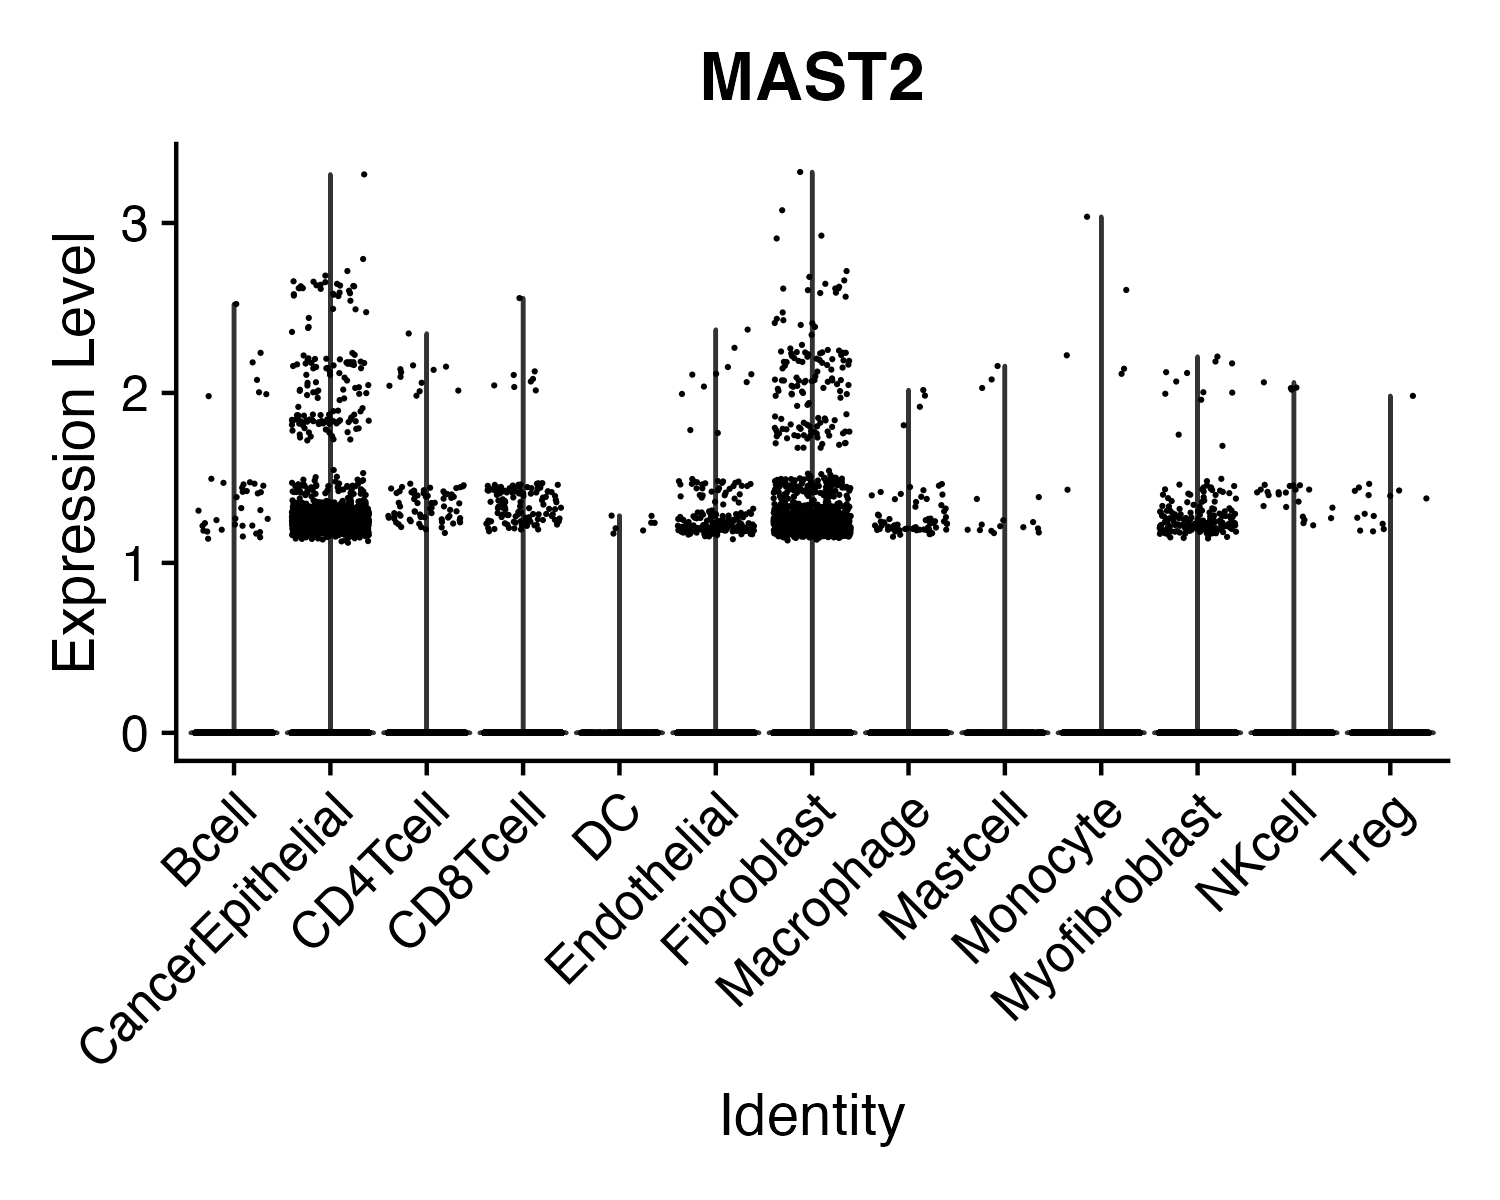 MAST2
Expression Level
3
2
1
0
Bcell
CancerEpithelial
CD4Tcell
CD8Tcell
DC
Endothelial
Fibroblast
Macrophage
Mastcell
Monocyte
Myofibroblast
NKcell
Treg
Identity